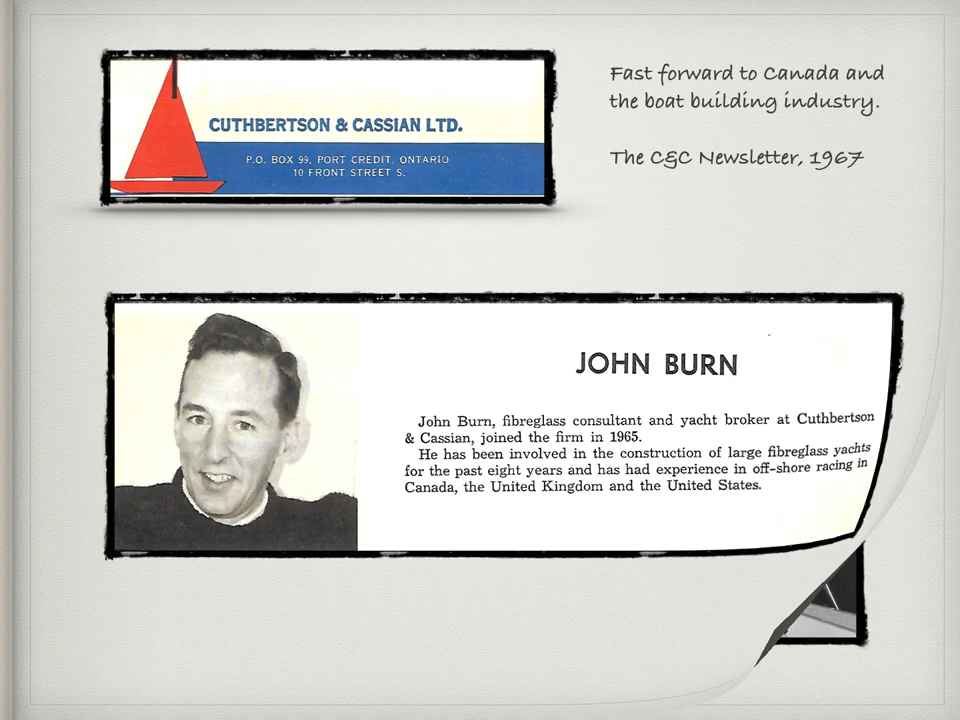 CUTHBERTSON & CASSIAN LTD.
P.O. BOX 99, PORT CREDIT, ONTARIO
10 FRONT STREET S.
Fast forward to Canada and
the boat building industry.
The C&C Newsletter, 1967
JOHN BURN
John Burn, fibreglass consultant and yacht broker at Cuthbertson
& Cassian, joined the firm in 1965.
He has been involved in the construction of large fibreglass yachts
for the past eight years and has had experience in off-shore racing in
Canada, the United Kingdom and the United States.